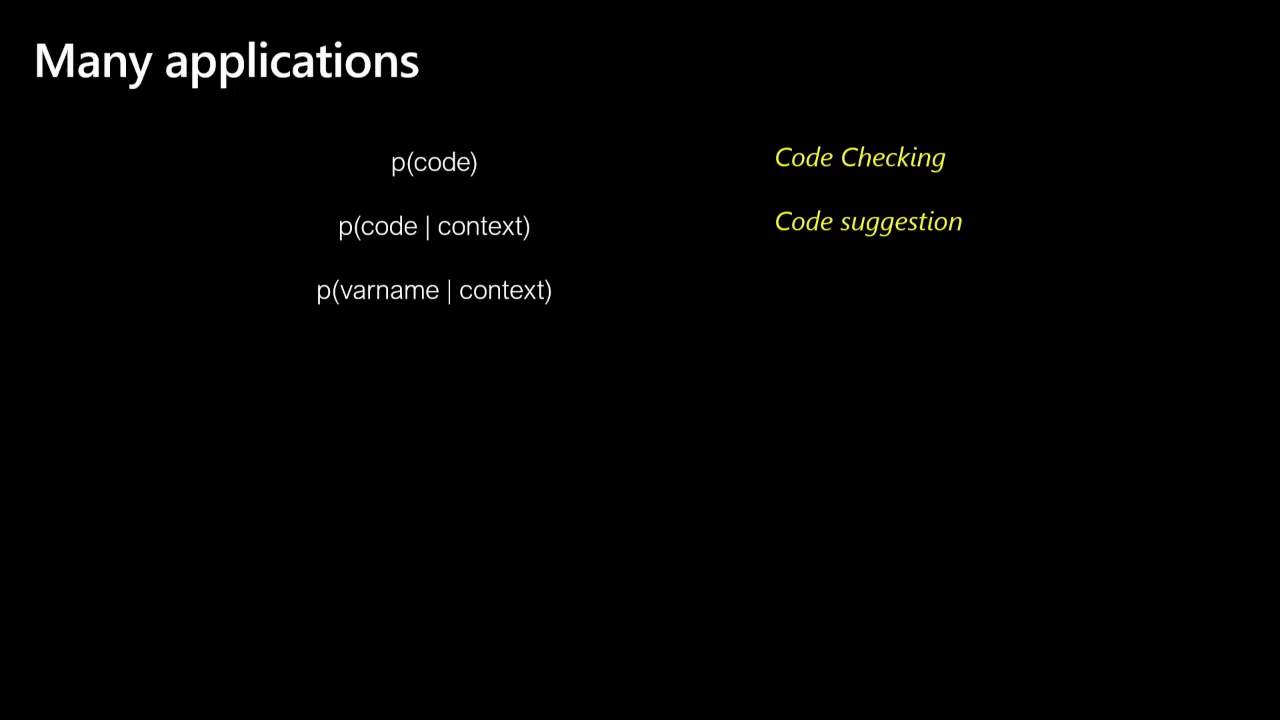 Many applications
p(code) Code Checking
p(code | context) Code suggestion
p(varname | context)